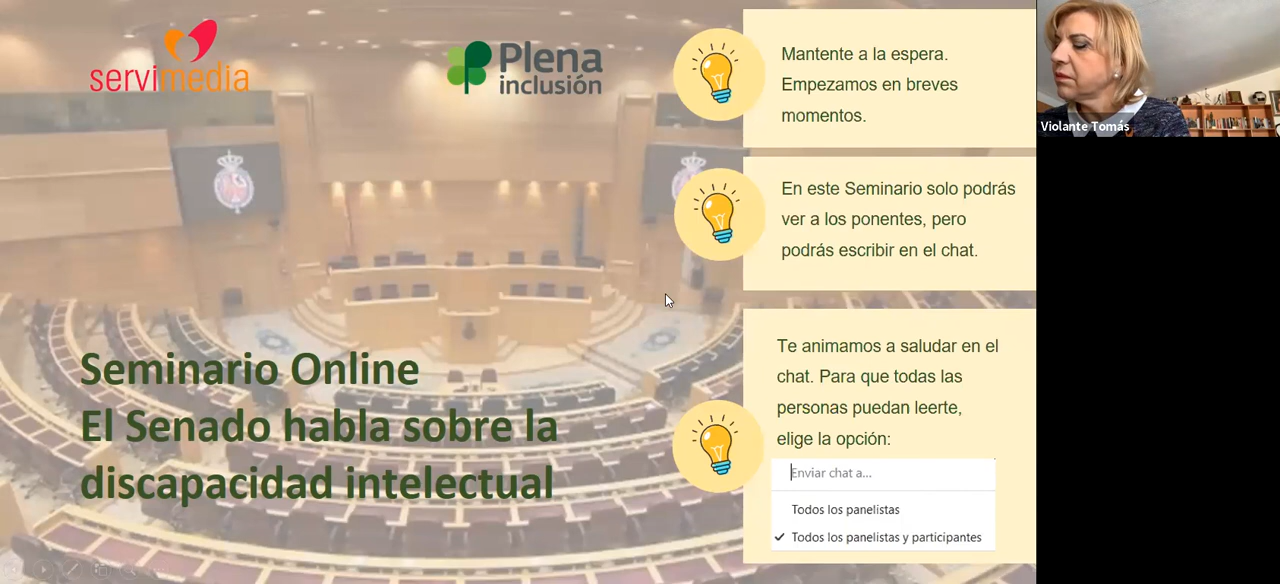 servimedia
Plena
inclusión
Seminario Online
El Senado habla sobre la
discapacidad intelectual
Mantente a la espera.
Empezamos en breves
momentos.
En este Seminario solo podrás
ver a los ponentes, pero
podrás escribir en el chat.
Te animamos a saludar en el
chat. Para que todas las
personas puedan leerte,
elige la opción:
Enviar chat a...
Todos los panelistas
Todos los panelistas y participantes
Violante Tomás